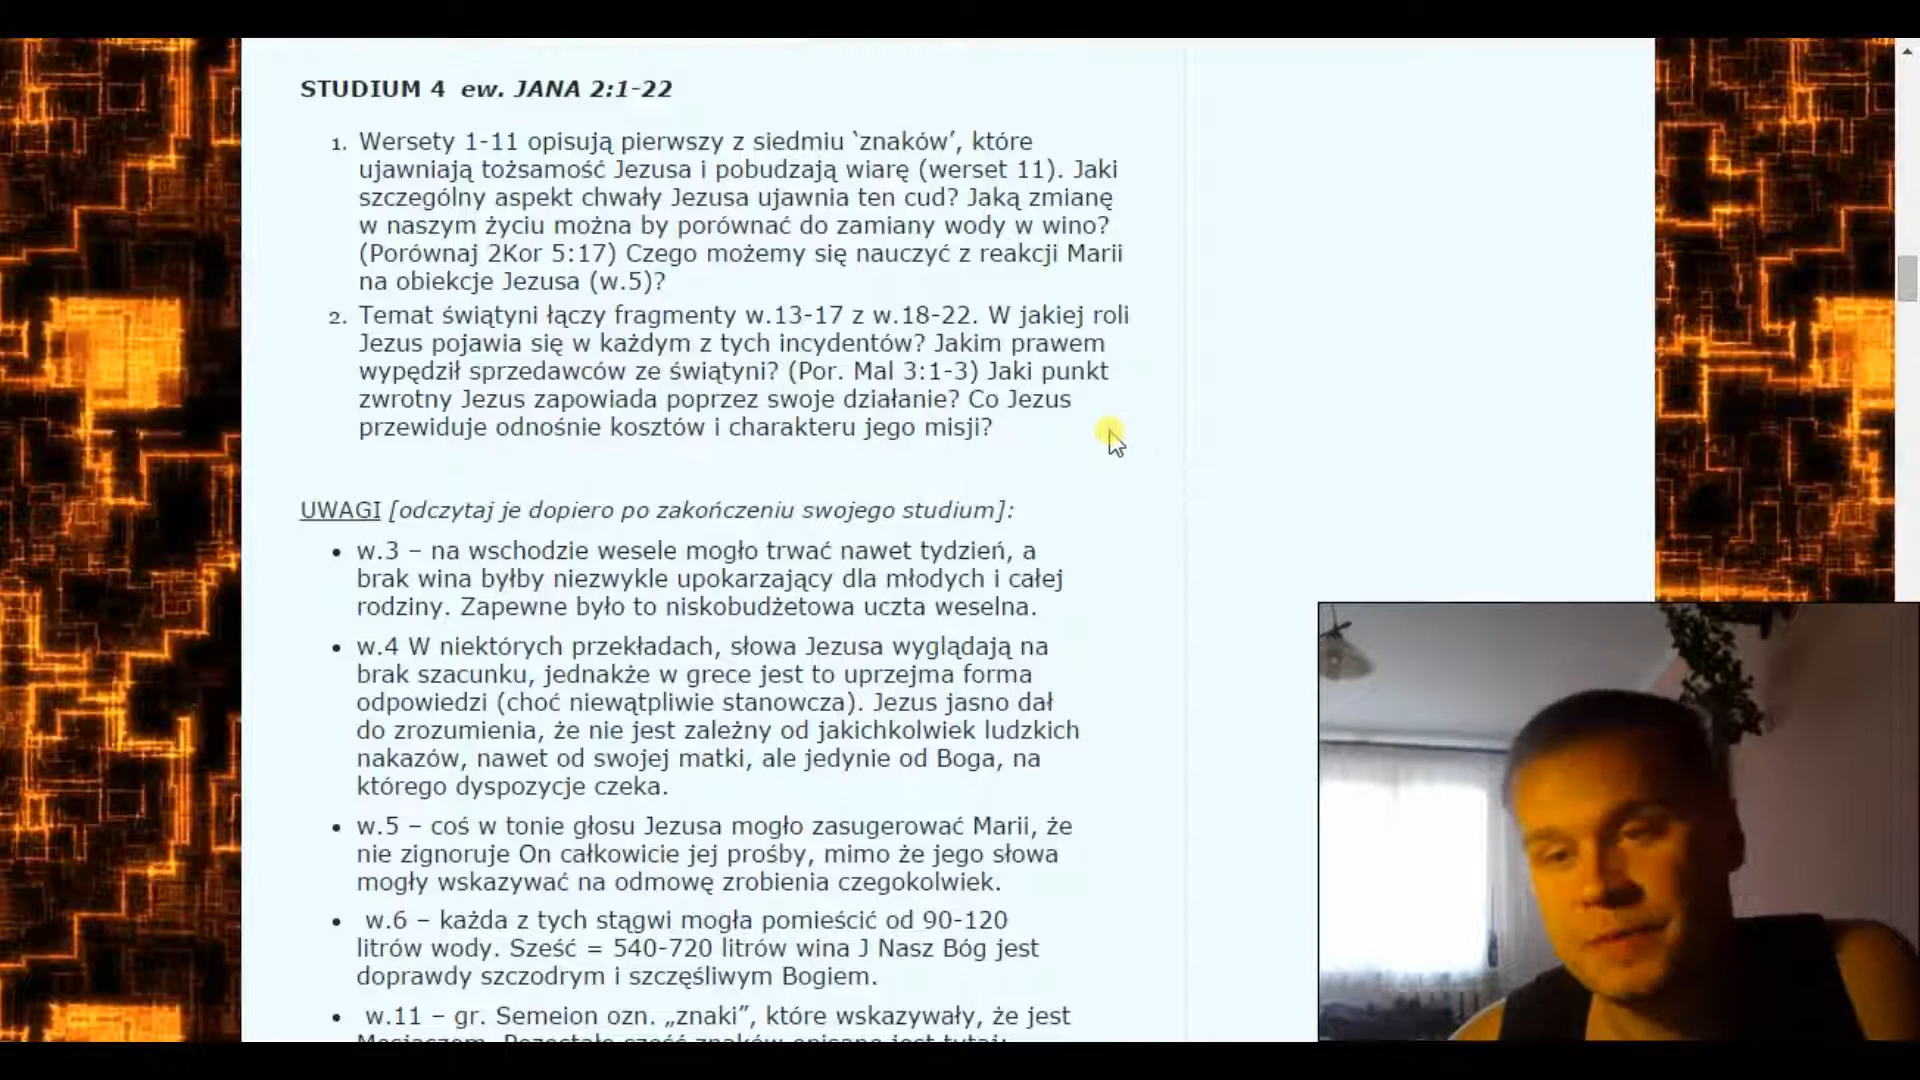 STUDIUM 4 ew. JANA 2:1-22
1. Wersety 1-11 opisują pierwszy z siedmiu ‘znaków’, które
ujawniają tożsamość Jezusa i pobudzają wiarę (werset 11). Jaki
szczególny aspekt chwały Jezusa ujawnia ten cud? Jaką zmianę
w naszym życiu można by porównać do zamiany wody w wino?
(Porównaj 2Kor 5:17) Czego możemy się nauczyć z reakcji Marii
na obiekcje Jezusa (w.5)?
2. Temat świątyni łączy fragmenty w.13-17 z w.18-22. W jakiej roli
Jezus pojawia się w każdym z tych incydentów? Jakim prawem
wypędził sprzedawców ze świątyni? (Por. Mal 3:1-3) Jaki punkt
zwrotny Jezus zapowiada poprzez swoje działanie? Co Jezus
przewiduje odnośnie kosztów i charakteru jego misji?
UWAGI [odczytaj je dopiero po zakończeniu swojego studium]:
• w.3 – na wschodzie wesele mogło trwać nawet tydzień, a
brak wina byłby niezwykle upokarzający dla młodych i całej
rodziny. Zapewne było to niskobudżetowa uczta weselna.
• w.4 W niektórych przekładach, słowa Jezusa wyglądają na
brak szacunku, jednakże w grece jest to uprzejma forma
odpowiedzi (choć niewątpliwie stanowcza). Jezus jasno dał
do zrozumienia, że nie jest zależny od jakichkolwiek ludzkich
nakazów, nawet od swojej matki, ale jedynie od Boga, na
którego dyspozycje czeka.
• w.5 – coś w tonie głosu Jezusa mogło zasugerować Marii, że
nie zignoruje On całkowicie jej prośby, mimo że jego słowa
mogły wskazywać na odmowę zrobienia czegokolwiek.
• w.6 – każda z tych stągwi mogła pomieścić od 90-120
litrów wody. Sześć = 540-720 litrów wina J Nasz Bóg jest
doprawdy szczodrym i szczęśliwym Bogiem.
• w.11 – gr. Semeion ozn. „znaki”, które wskazywały, że jest
Mesjaszem. Pozostałe sześć znaków opisane jest tutaj: